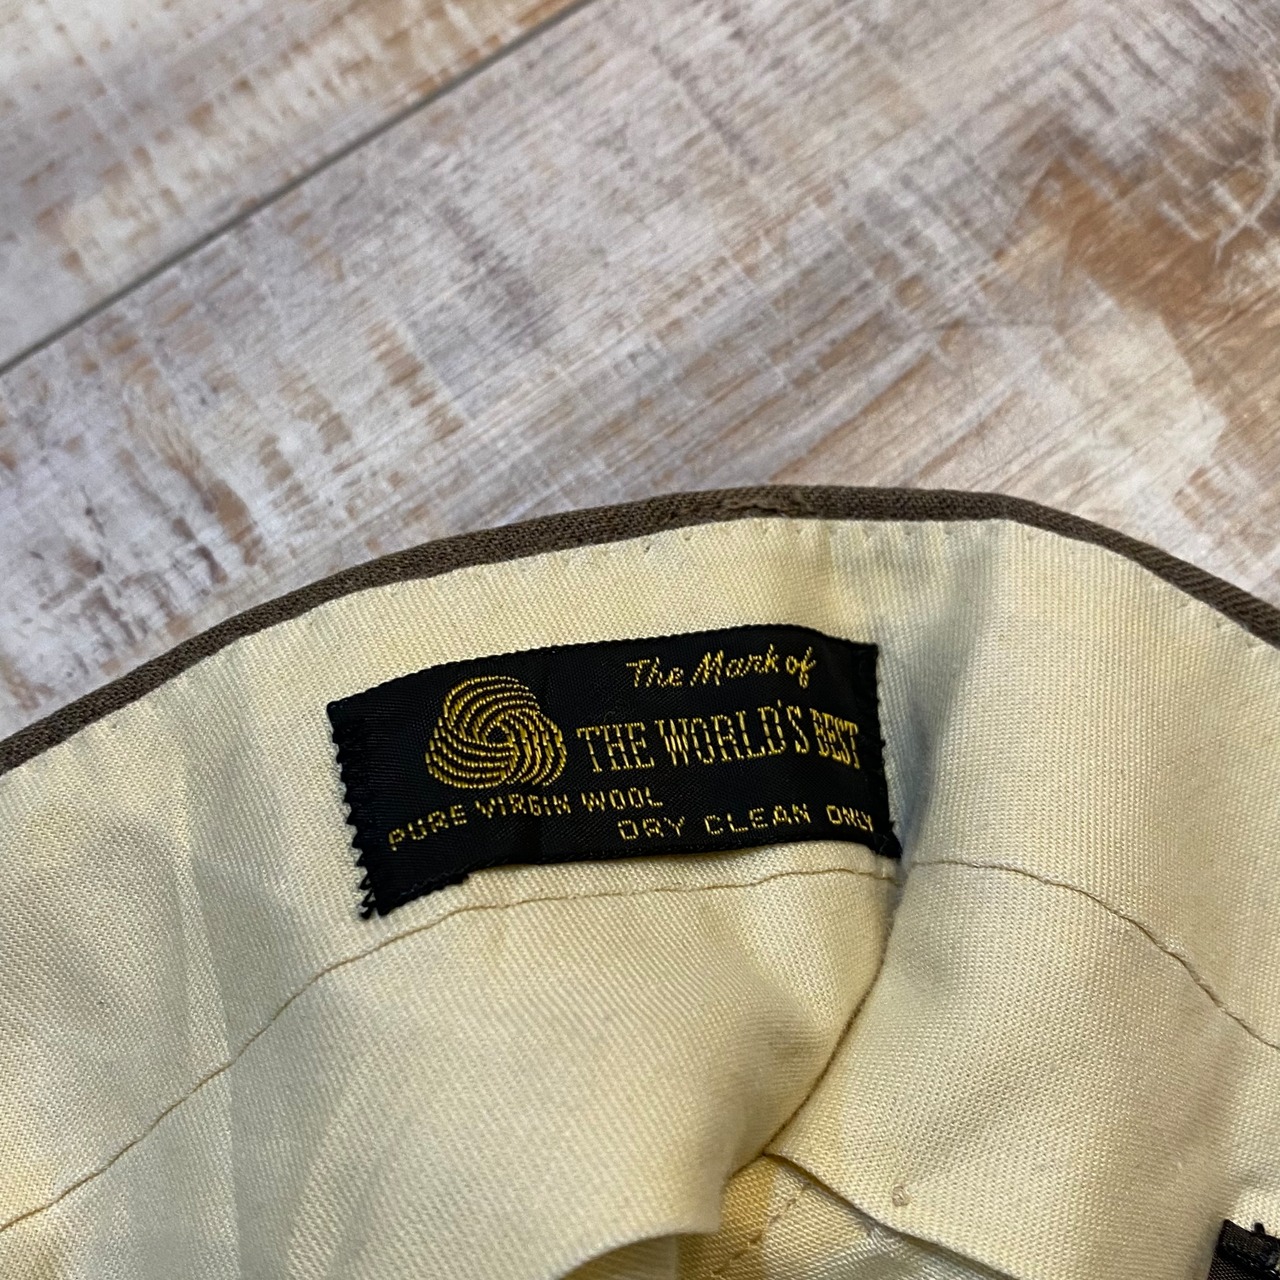 The Mark of
THE WORLD'S BEST
PURE VIRGIN WOOL
DRY CLEAN ONLY